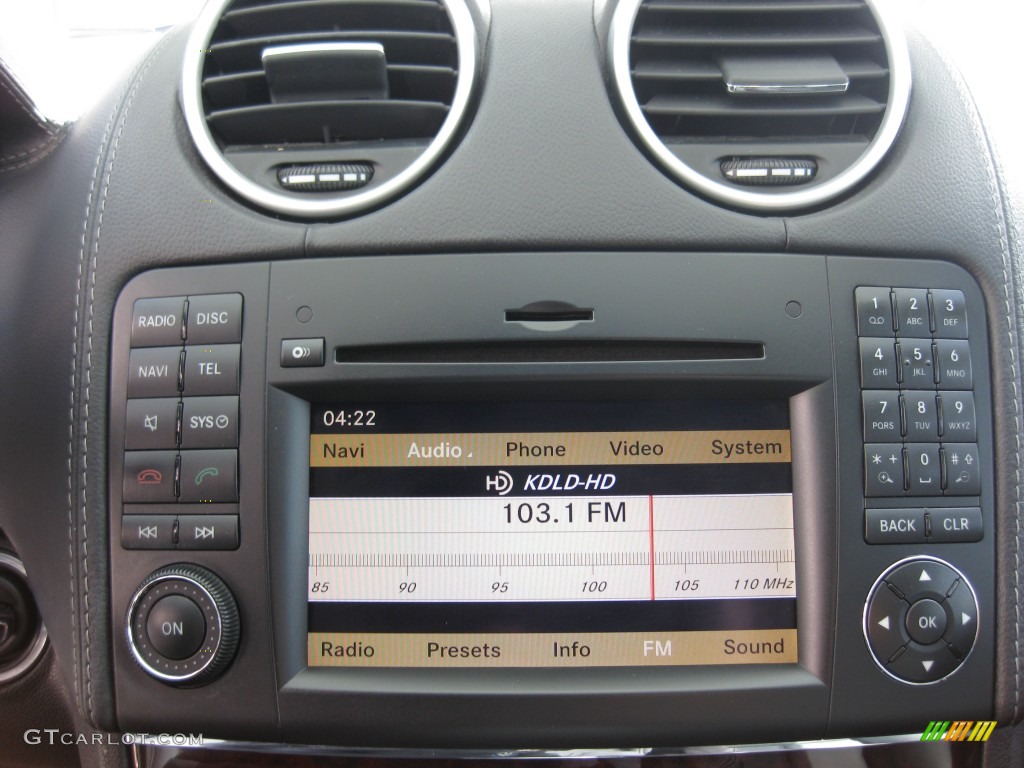 RADIO DISC
NAVI TEL
SYS
ON
04:22
Navi Audio Phone Video System
HD KDLD-HD
103.1 FM
85 90 95 100 105 110 MHz
Radio Presets Info FM Sound
1 2 ABC 3 DEF
4 GHI 5 JKL 6 MNO
7 PQRS 8 TUV 9 WXYZ
* + 0 #
BACK CLR
OK
GTCARLOT.COM